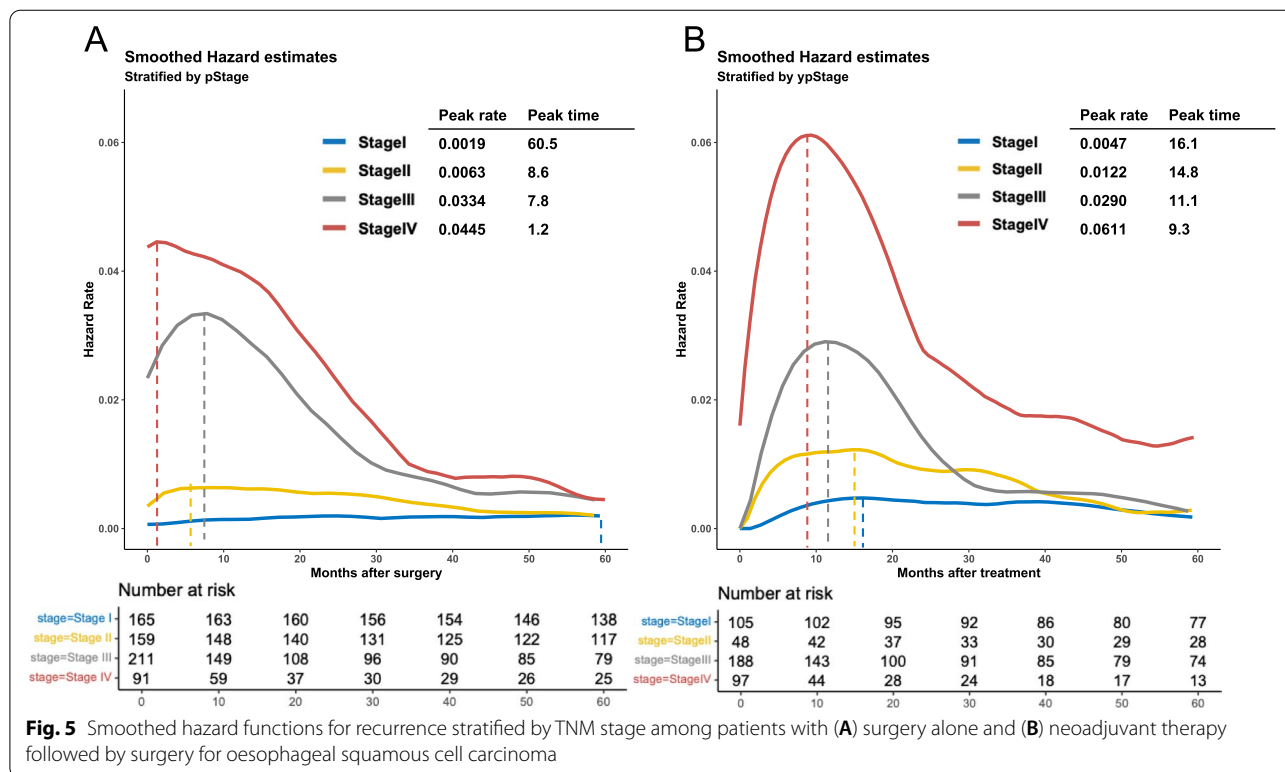 A
Smoothed Hazard estimates
Stratified by pStage
Peak rate Peak time
StageI 0.0019 60.5
StageII 0.0063 8.6
StageIII 0.0334 7.8
StageIV 0.0445 1.2
Hazard Rate
0.06
0.04
0.02
0.00
0 10 20 30 40 50 60
Months after surgery
Number at risk
stage=Stage I 165 163 160 156 154 146 138
stage=Stage II 159 148 140 131 125 122 117
stage=Stage III 211 149 108 96 90 85 79
stage=Stage IV 91 59 37 30 29 26 25
0 10 20 30 40 50 60
B
Smoothed Hazard estimates
Stratified by ypStage
Peak rate Peak time
StageI 0.0047 16.1
StageII 0.0122 14.8
StageIII 0.0290 11.1
StageIV 0.0611 9.3
Hazard Rate
0.06
0.04
0.02
0.00
0 10 20 30 40 50 60
Months after treatment
Number at risk
stage=StageI 105 102 95 92 86 80 77
stage=StageII 48 42 37 33 30 29 28
stage=StageIII 188 143 100 91 85 79 74
stage=StageIV 97 44 28 24 18 17 13
0 10 20 30 40 50 60
Fig. 5 Smoothed hazard functions for recurrence stratified by TNM stage among patients with (A) surgery alone and (B) neoadjuvant therapy
followed by surgery for oesophageal squamous cell carcinoma